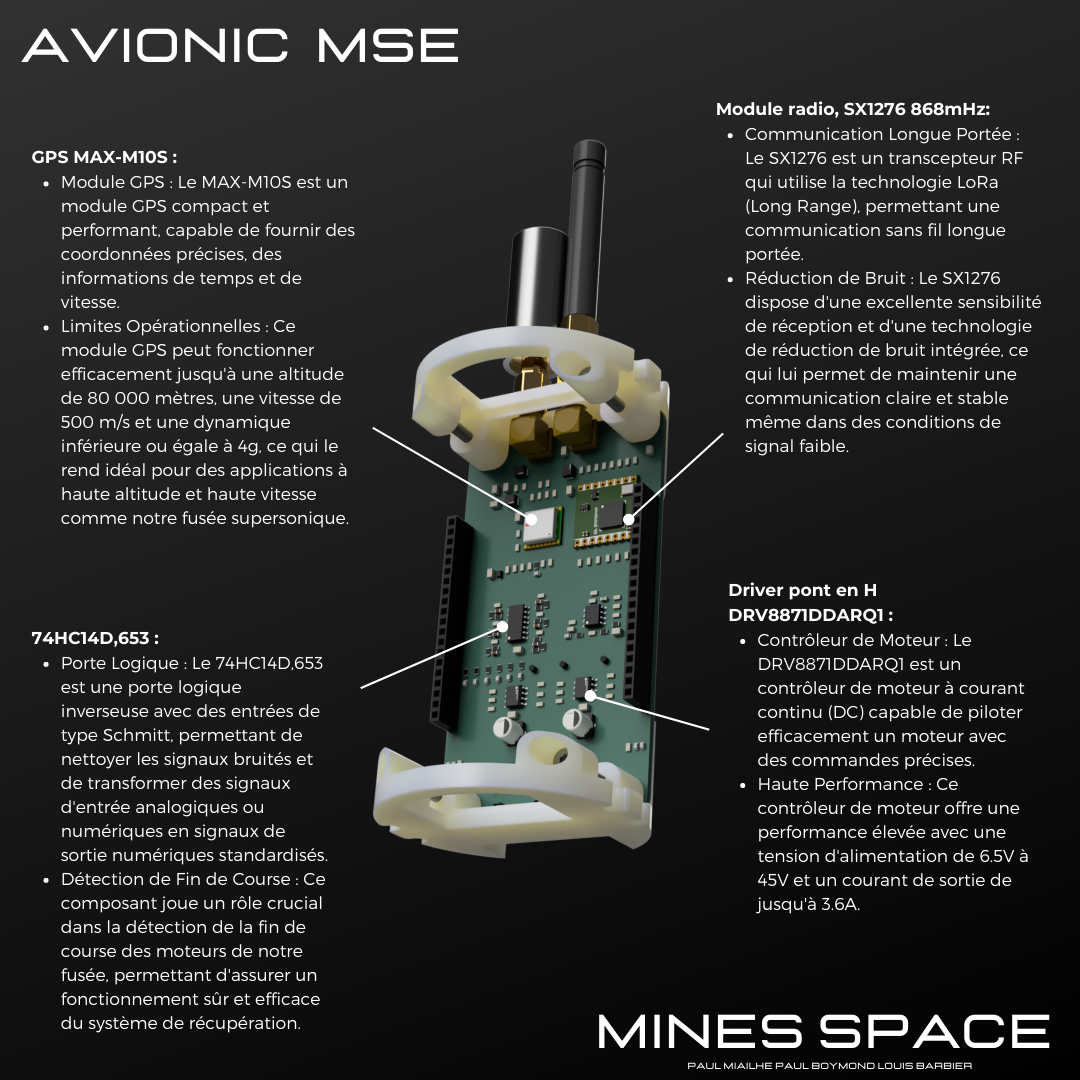 AVIONIC MSE
GPS MAX-M10S :
• Module GPS : Le MAX-M10S est un
module GPS compact et
performant, capable de fournir des
coordonnées précises, des
informations de temps et de
vitesse.
• Limites Opérationnelles : Ce
module GPS peut fonctionner
efficacement jusqu'à une altitude
de 80 000 mètres, une vitesse de
500 m/s et une dynamique
inférieure ou égale à 4g, ce qui le
rend idéal pour des applications à
haute altitude et haute vitesse
comme notre fusée supersonique.
74HC14D,653 :
• Porte Logique : Le 74HC14D,653
est une porte logique
inverseuse avec des entrées de
type Schmitt, permettant de
nettoyer les signaux bruités et
de transformer des signaux
d'entrée analogiques ou
numériques en signaux de
sortie numériques standardisés.
• Détection de Fin de Course : Ce
composant joue un rôle crucial
dans la détection de la fin de
course des moteurs de notre
fusée, permettant d'assurer un
fonctionnement sûr et efficace
du système de récupération.
Module radio, SX1276 868mHz:
• Communication Longue Portée :
Le SX1276 est un transcepteur RF
qui utilise la technologie LoRa
(Long Range), permettant une
communication sans fil longue
portée.
• Réduction de Bruit : Le SX1276
dispose d'une excellente sensibilité
de réception et d'une technologie
de réduction de bruit intégrée, ce
qui lui permet de maintenir une
communication claire et stable
même dans des conditions de
signal faible.
Driver pont en H
DRV8871DDARQ1 :
• Contrôleur de Moteur : Le
DRV8871DDARQ1 est un
contrôleur de moteur à courant
continu (DC) capable de piloter
efficacement un moteur avec
des commandes précises.
• Haute Performance : Ce
contrôleur de moteur offre une
performance élevée avec une
tension d'alimentation de 6.5V à
45V et un courant de sortie de
jusqu'à 3.6A.
MINES SPACE
PAUL MIAILHE PAUL BOYMOND LOUIS BARBIER